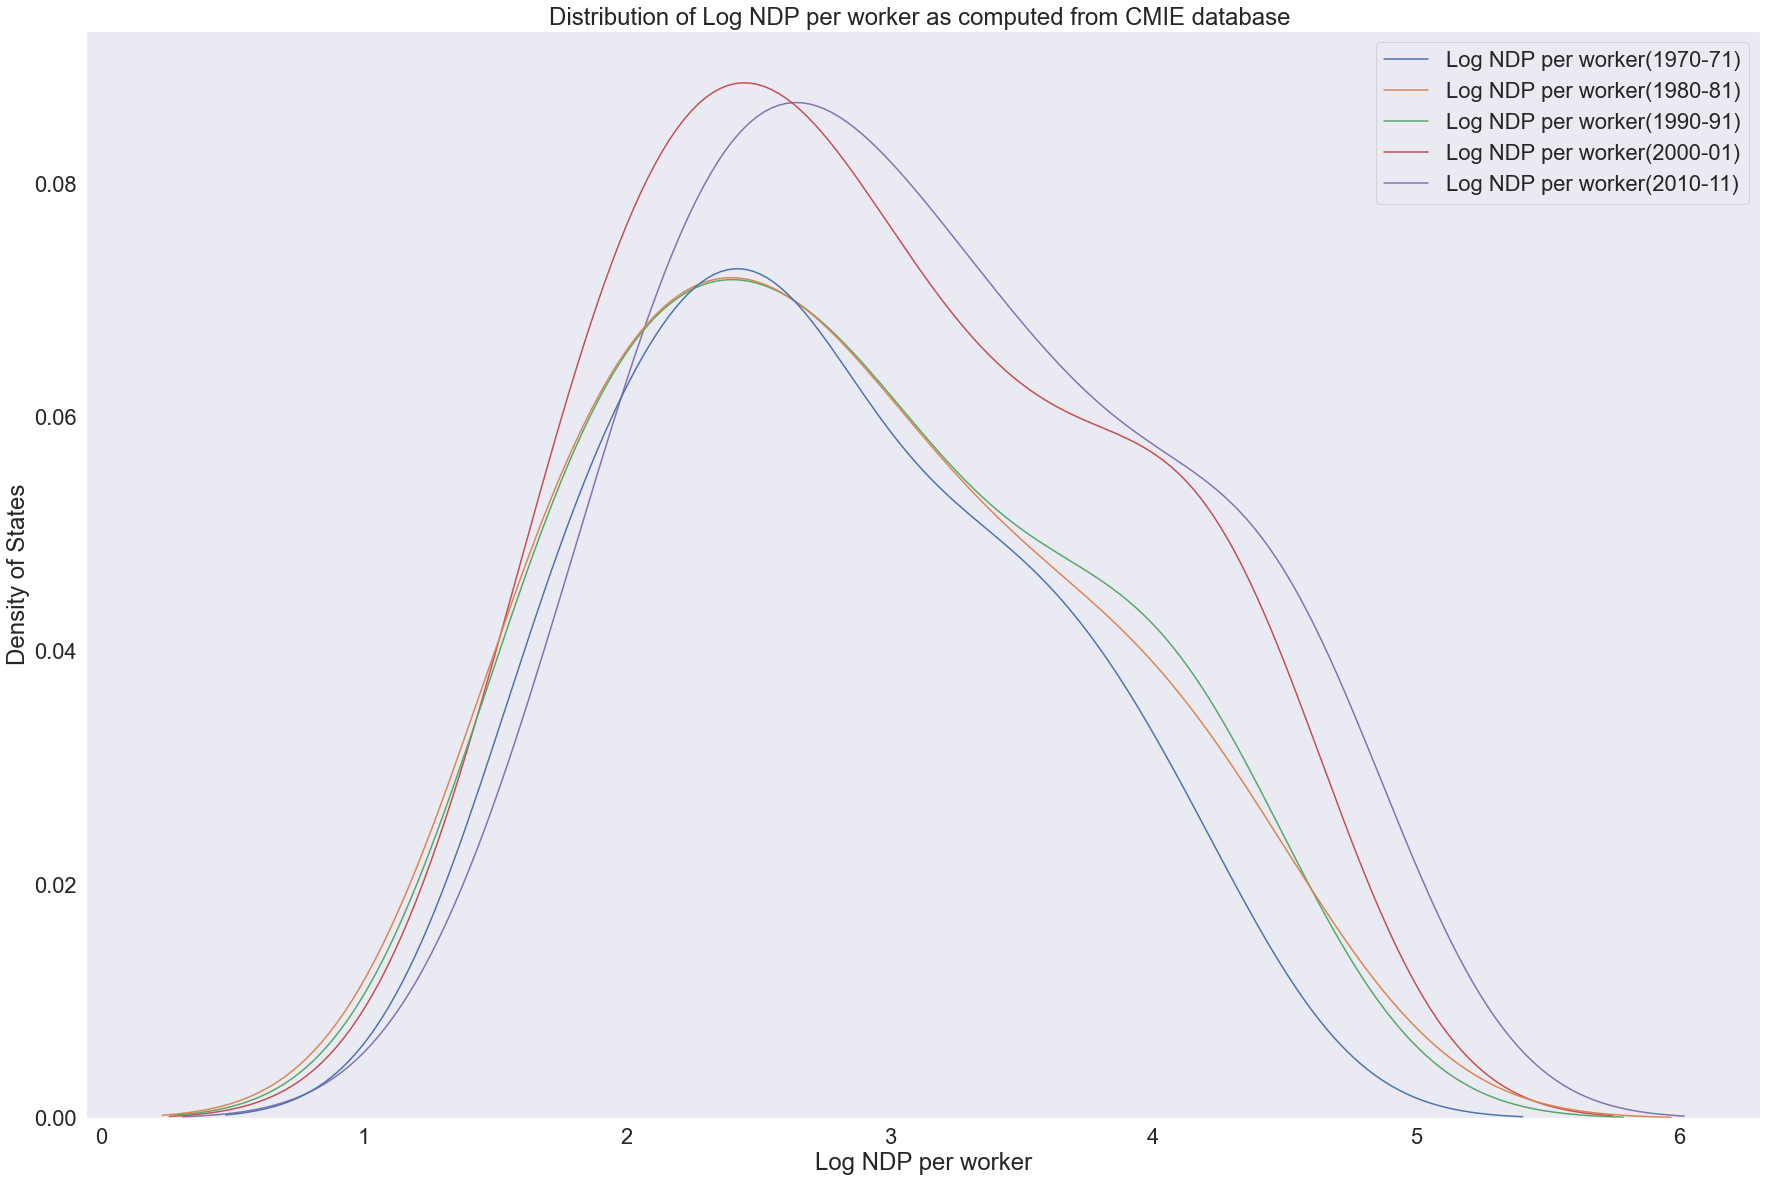 Distribution of Log NDP per worker as computed from CMIE database
Log NDP per worker(1970-71)
Log NDP per worker(1980-81)
Log NDP per worker(1990-91)
Log NDP per worker(2000-01)
Log NDP per worker(2010-11)
Density of States
0.08
0.06
0.04
0.02
0.00
0 1 2 3 4 5 6
Log NDP per worker